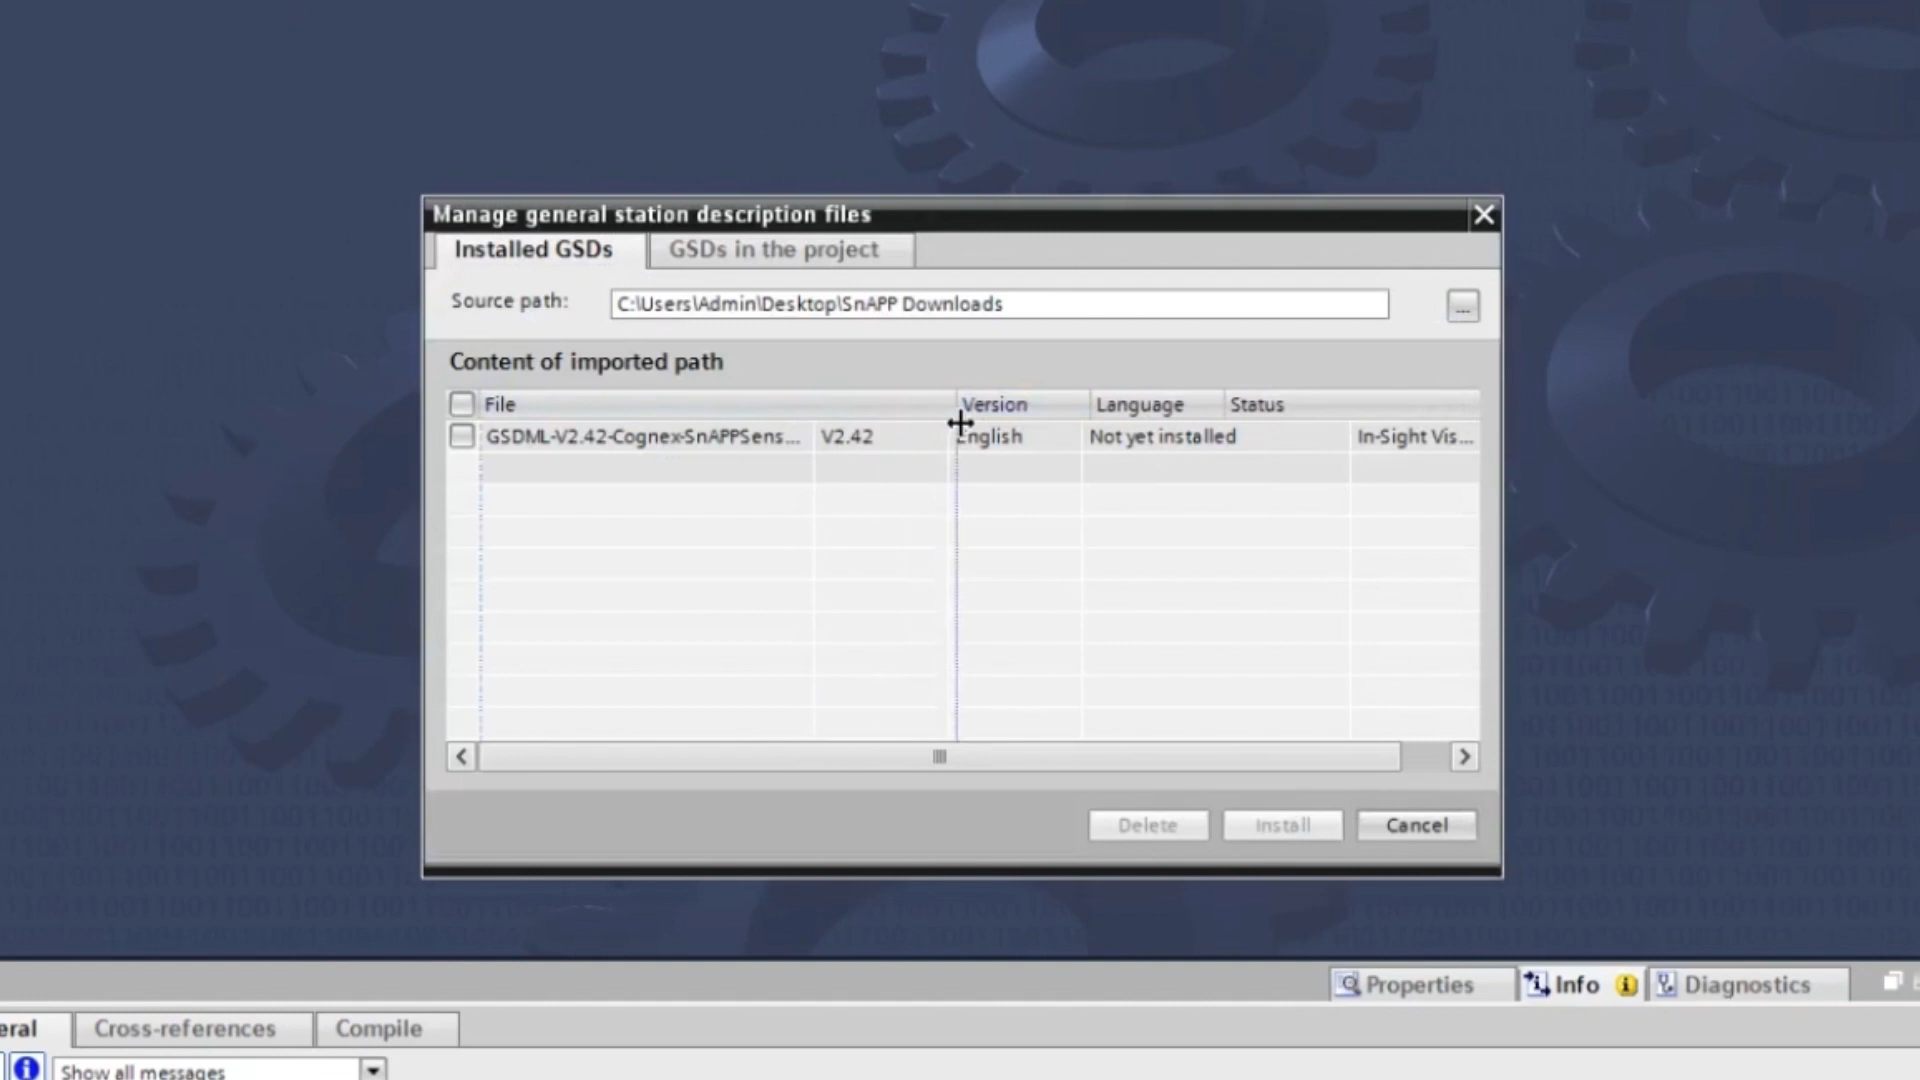 Manage general station description files
Installed GSDs
GSDs in the project
Source path:
C:\Users\Admin\Desktop\SnAPP Downloads
...
Content of imported path
File
Version
Language
Status
GSDML-V2.42-Cognex-SnAPPSens...
V2.42
English
Not yet installed
In-Sight Vis...
Delete
Install
Cancel
Properties
Info
Diagnostics
eral
Cross-references
Compile
Show all messages